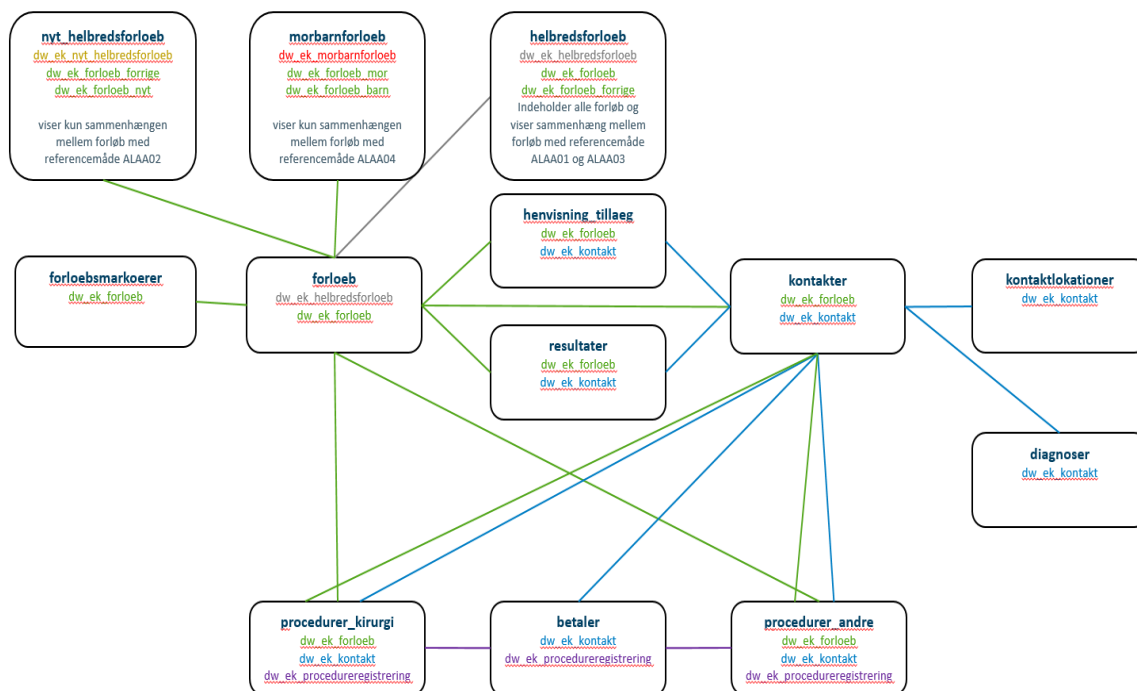 nyt_helbredsforloeb
dw_ek_nyt_helbredsforloeb
dw_ek_forloeb_forrige
dw_ek_forloeb_nyt
viser kun sammenhængen
mellem forløb med
referencemåde ALAA02
morbarnforloeb
dw_ek_morbarnforloeb
dw_ek_forloeb_mor
dw_ek_forloeb_barn
viser kun sammenhængen
mellem forløb med
referencemåde ALAA04
helbredsforloeb
dw_ek_helbredsforloeb
dw_ek_forloeb
dw_ek_forloeb_forrige
Indeholder alle forløb og
viser sammenhæng mellem
forløb med referencemåde
ALAA01 og ALAA03
henvisning_tillaeg
dw_ek_forloeb
dw_ek_kontakt
forloebsmarkoerer
dw_ek_forloeb
forloeb
dw_ek_helbredsforloeb
dw_ek_forloeb
kontakter
dw_ek_forloeb
dw_ek_kontakt
kontaktlokationer
dw_ek_kontakt
resultater
dw_ek_forloeb
dw_ek_kontakt
diagnoser
dw_ek_kontakt
procedurer_kirurgi
dw_ek_forloeb
dw_ek_kontakt
dw_ek_procedureregistrering
betaler
dw_ek_kontakt
dw_ek_procedureregistrering
procedurer_andre
dw_ek_forloeb
dw_ek_kontakt
dw_ek_procedureregistrering